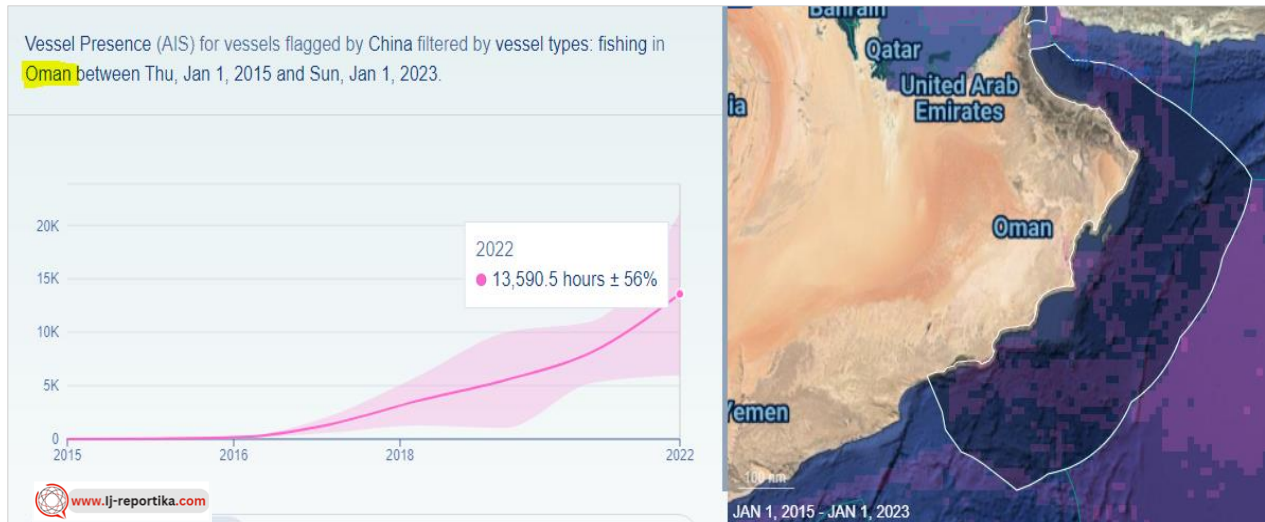 Vessel Presence (AIS) for vessels flagged by China filtered by vessel types: fishing in
Oman between Thu, Jan 1, 2015 and Sun, Jan 1, 2023.
20K
15K
10K
5K
0
2015
2016
2018
2022
2022
13,590.5 hours ± 56%
www.lj-reportika.com
Bahrain
Qatar
United Arab
Emirates
ia
Oman
Yemen
100 km
JAN 1, 2015 - JAN 1, 2023